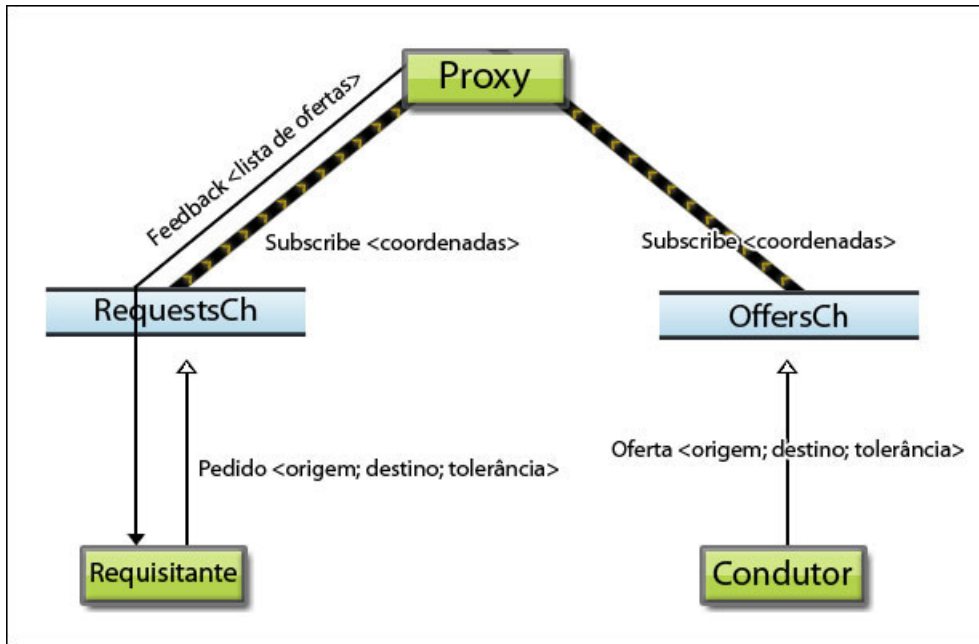 Proxy
Feedback <lista de ofertas>
Subscribe <coordenadas>
Subscribe <coordenadas>
RequestsCh
OffersCh
Pedido <origem; destino; tolerância>
Oferta <origem; destino; tolerância>
Requisitante
Condutor